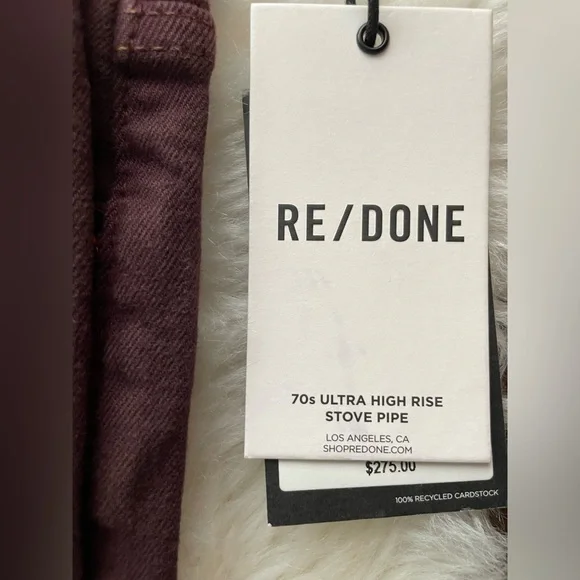 RE/DONE
70s ULTRA HIGH RISE
STOVE PIPE
LOS ANGELES, CA
SHOPREDONE.COM
$275.00
100% RECYCLED CARDSTOCK